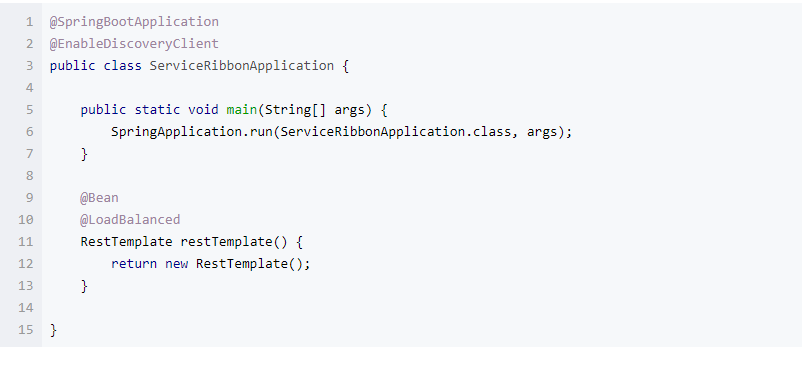 1 @SpringBootApplication
2 @EnableDiscoveryClient
3 public class ServiceRibbonApplication {
4
5     public static void main(String[] args) {
6         SpringApplication.run(ServiceRibbonApplication.class, args);
7     }
8
9     @Bean
10     @LoadBalanced
11     RestTemplate restTemplate() {
12         return new RestTemplate();
13     }
14
15 }